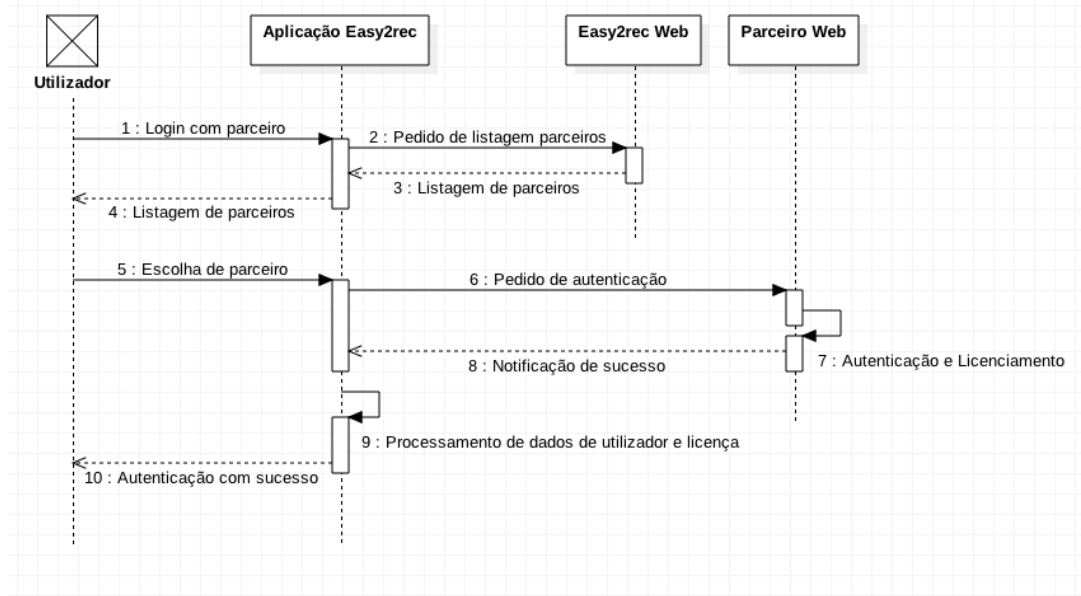 Aplicação Easy2rec
Easy2rec Web
Parceiro Web
Utilizador
1 : Login com parceiro
2 : Pedido de listagem parceiros
3 : Listagem de parceiros
4 : Listagem de parceiros
5 : Escolha de parceiro
6 : Pedido de autenticação
7 : Autenticação e Licenciamento
8 : Notificação de sucesso
9 : Processamento de dados de utilizador e licença
10 : Autenticação com sucesso